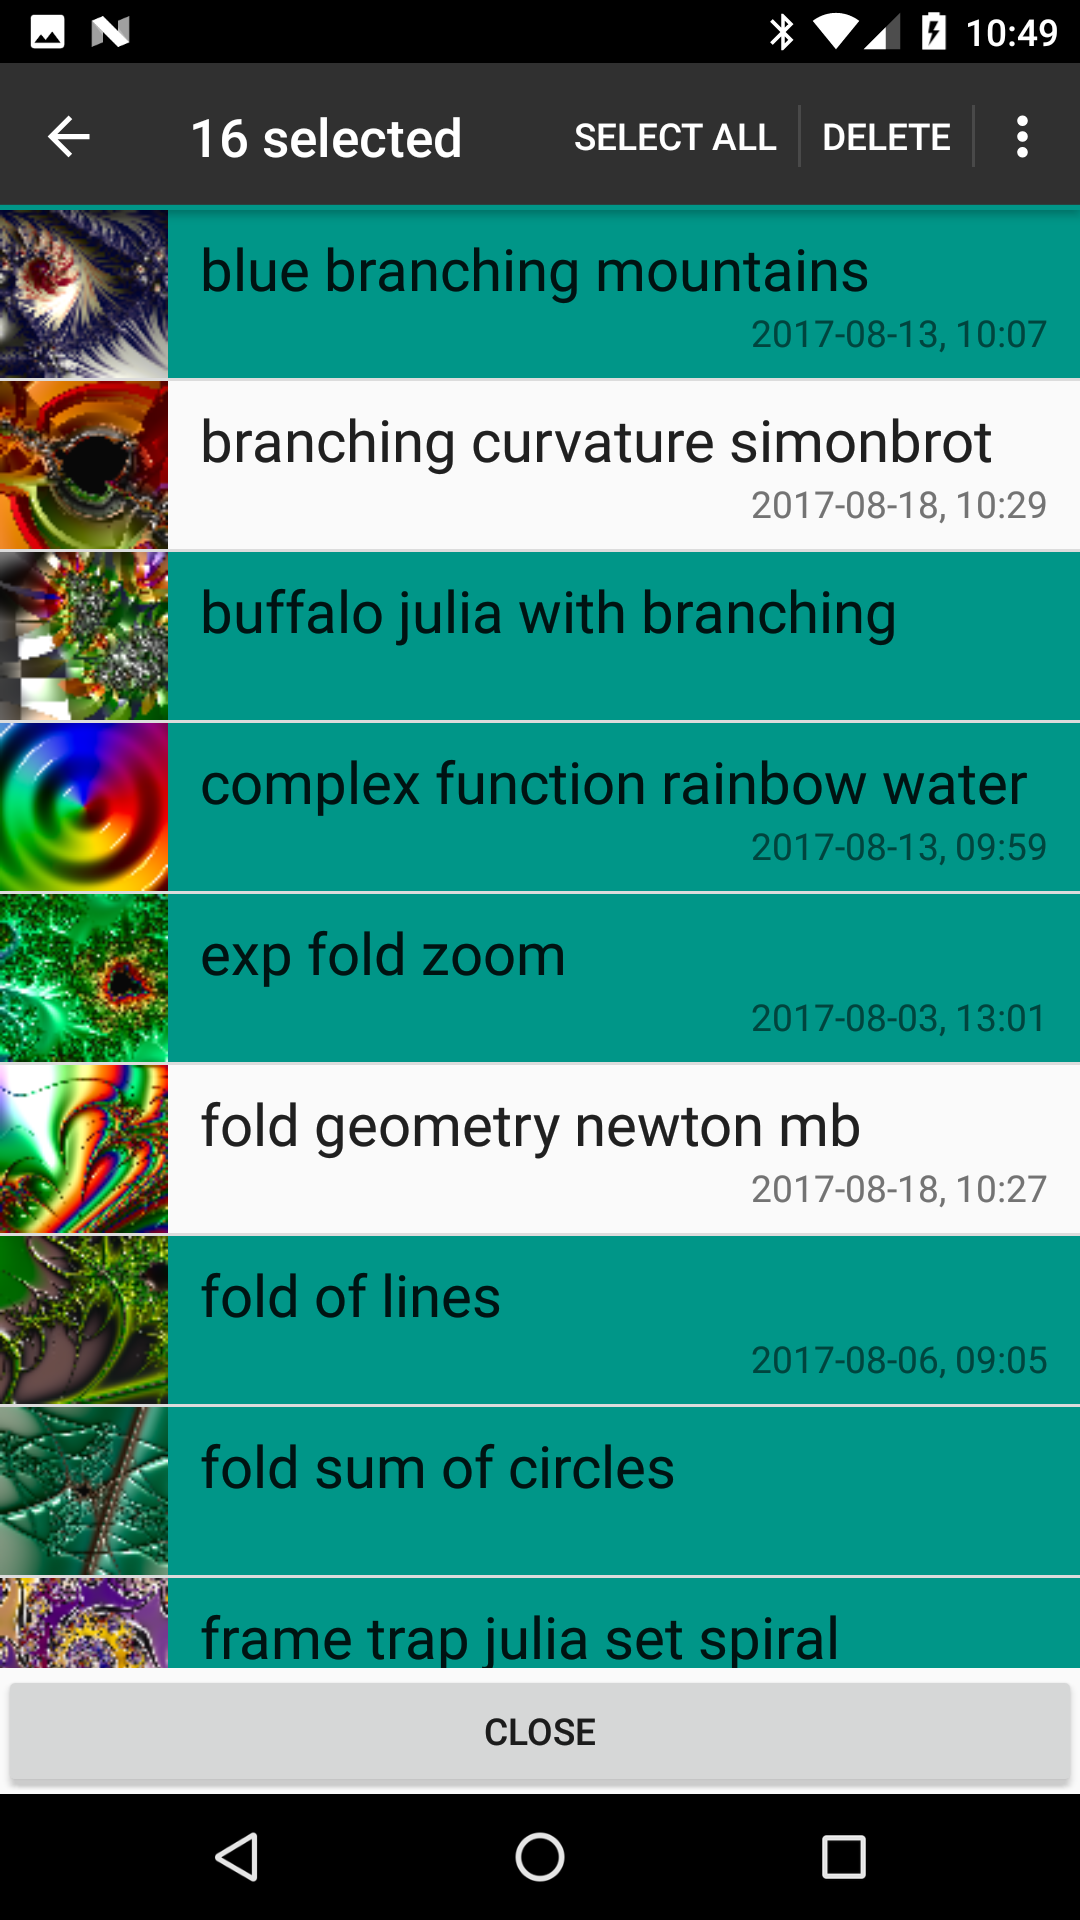 10:49
16 selected SELECT ALL DELETE
blue branching mountains
2017-08-13, 10:07
branching curvature simonbrot
2017-08-18, 10:29
buffalo julia with branching
complex function rainbow water
2017-08-13, 09:59
exp fold zoom
2017-08-03, 13:01
fold geometry newton mb
2017-08-18, 10:27
fold of lines
2017-08-06, 09:05
fold sum of circles
frame trap julia set spiral
CLOSE